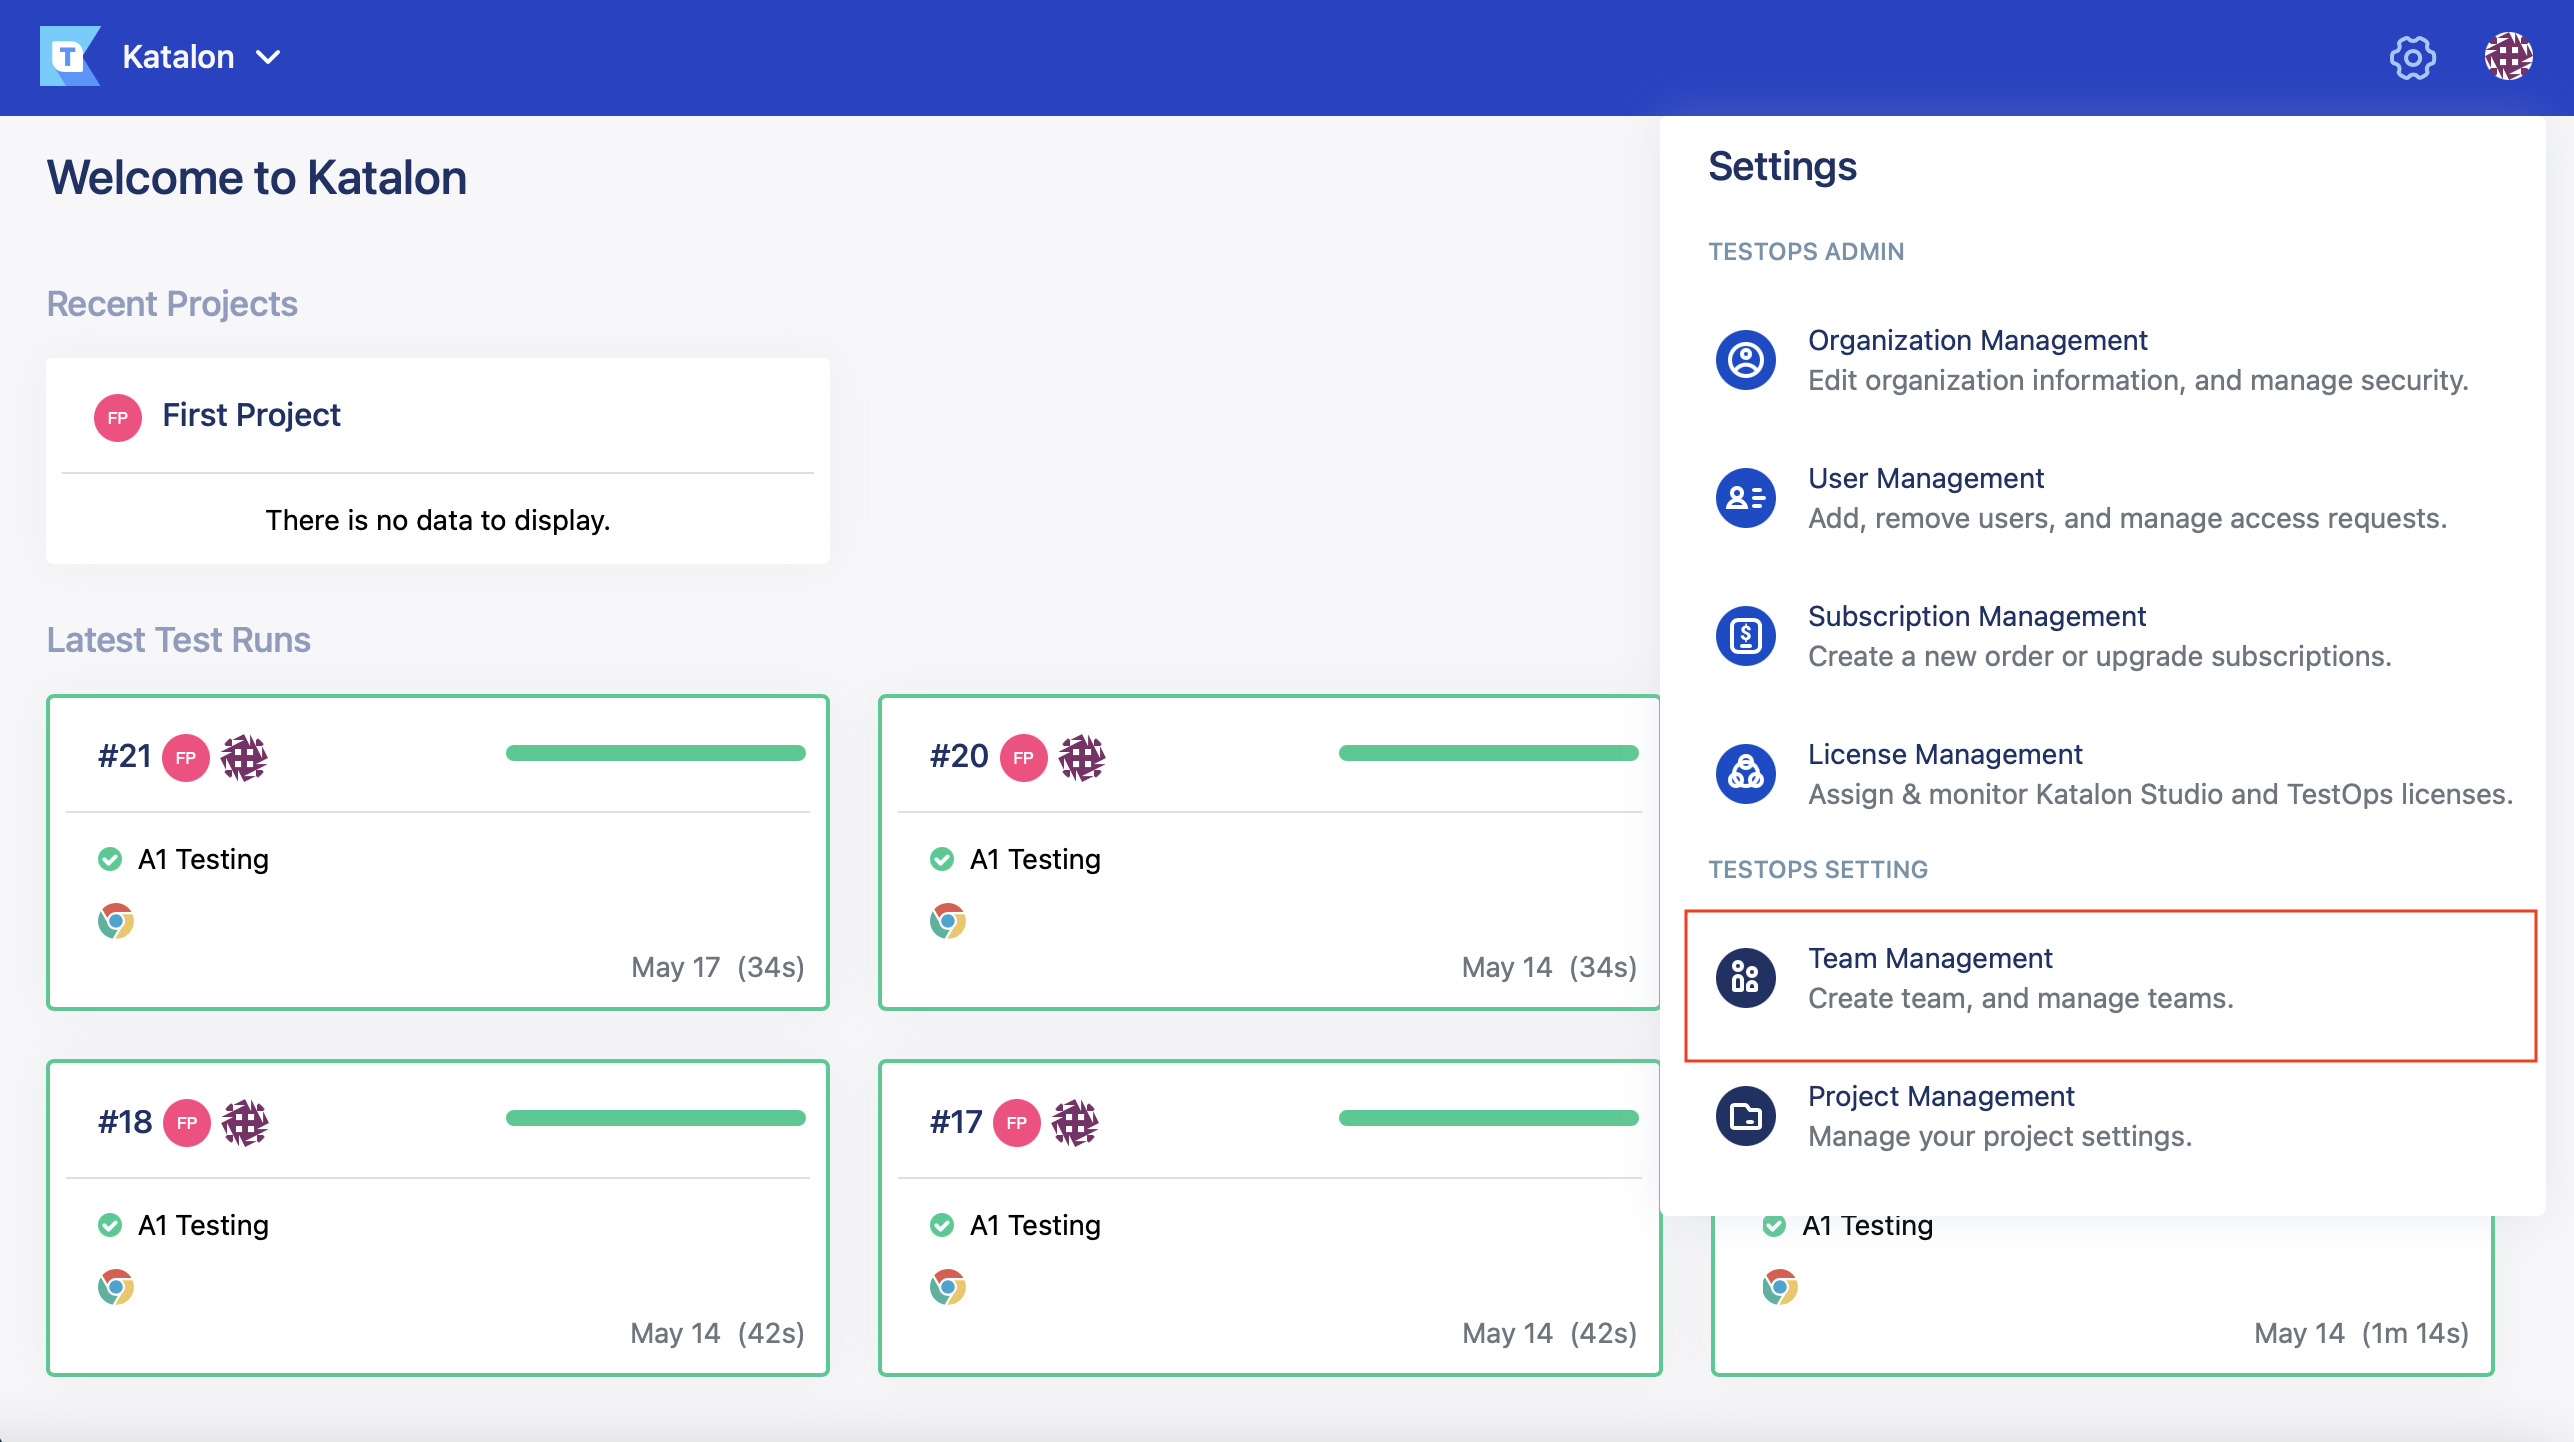 T Katalon
Welcome to Katalon
Recent Projects
FP First Project
There is no data to display.
Latest Test Runs
#21 FP
A1 Testing
May 17 (34s)
#20 FP
A1 Testing
May 14 (34s)
#18 FP
A1 Testing
May 14 (42s)
#17 FP
A1 Testing
May 14 (42s)
A1 Testing
May 14 (1m 14s)
Settings
TESTOPS ADMIN
Organization Management
Edit organization information, and manage security.
User Management
Add, remove users, and manage access requests.
Subscription Management
Create a new order or upgrade subscriptions.
License Management
Assign & monitor Katalon Studio and TestOps licenses.
TESTOPS SETTING
Team Management
Create team, and manage teams.
Project Management
Manage your project settings.